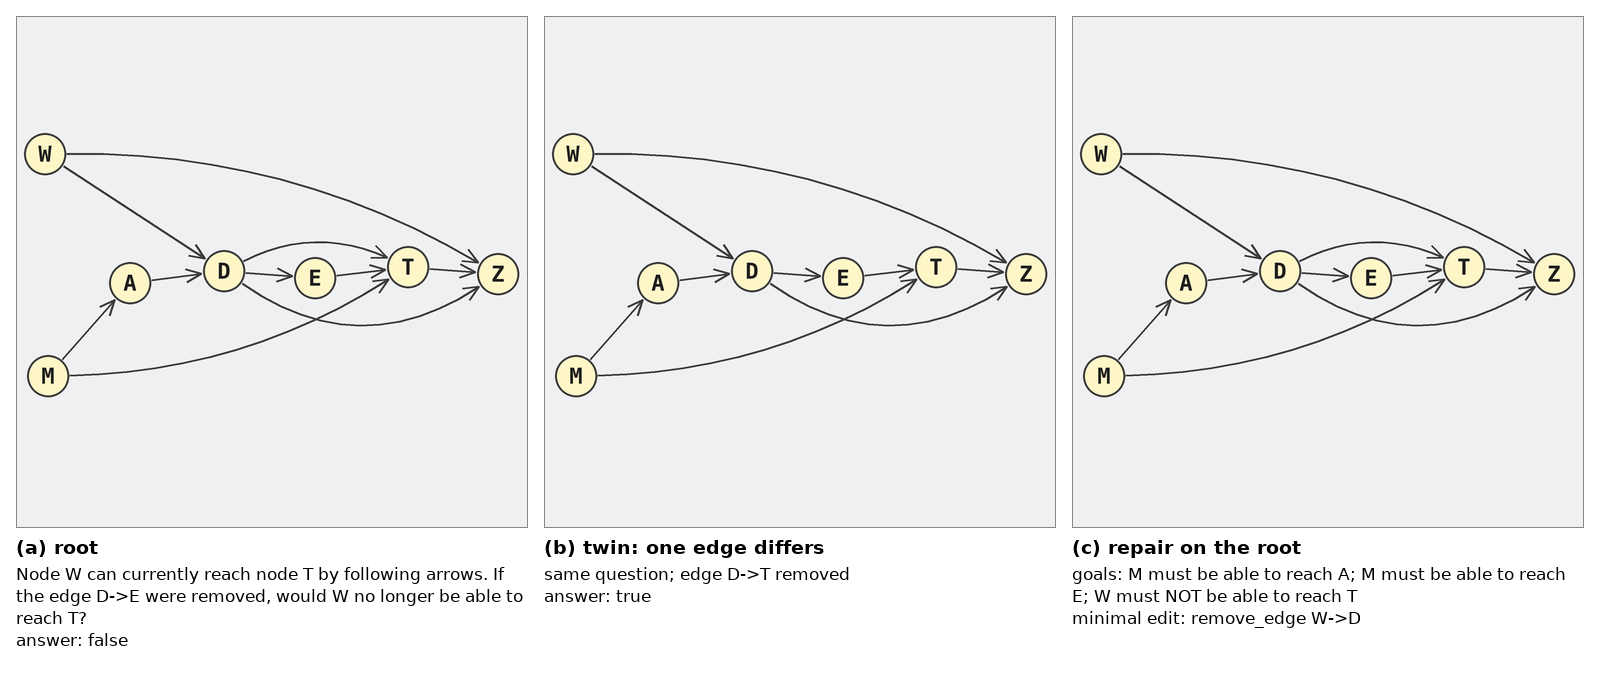 W
A
D
E
T
Z
M
(a) root
Node W can currently reach node T by following arrows. If
the edge D->E were removed, would W no longer be able to
reach T?
answer: false
W
A
D
E
T
Z
M
(b) twin: one edge differs
same question; edge D->T removed
answer: true
W
A
D
E
T
Z
M
(c) repair on the root
goals: M must be able to reach A; M must be able to reach
E; W must NOT be able to reach T
minimal edit: remove_edge W->D